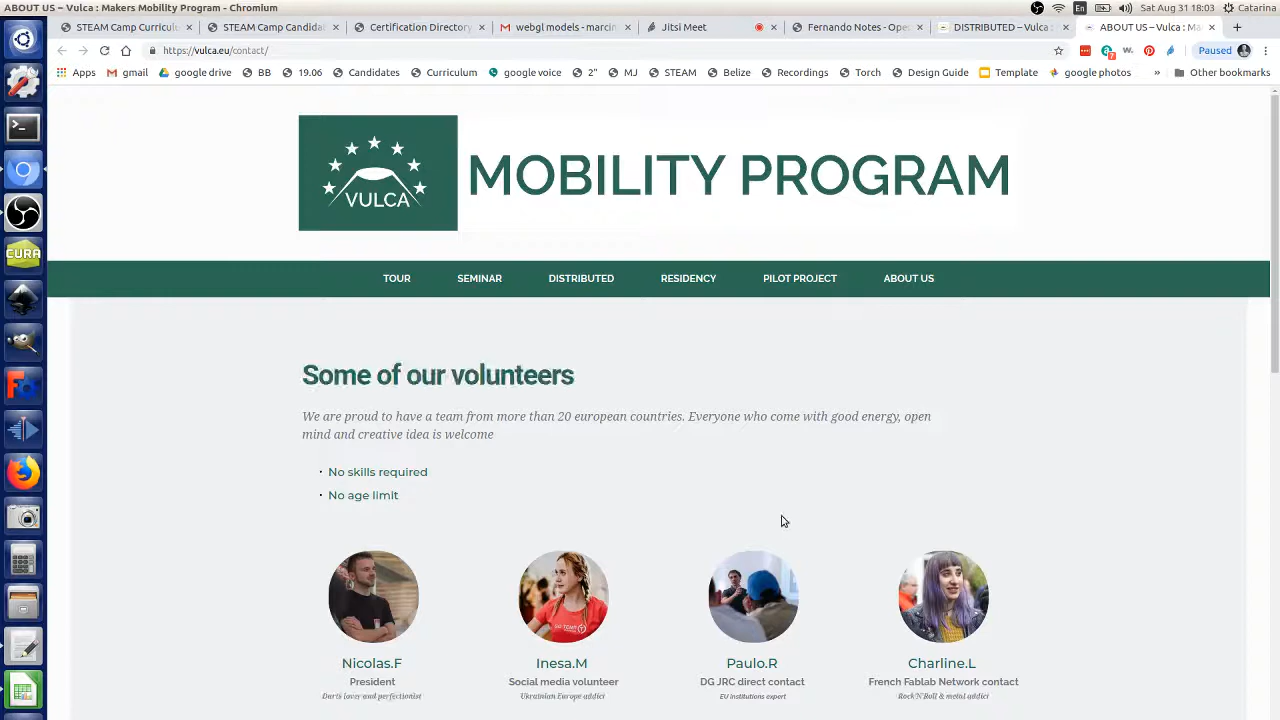 ABOUT US – Vulca : Makers Mobility Program - Chromium
En
Sat Aug 31 18:03
Catarina
STEAM Camp Curricul
STEAM Camp Candidat
Certification Directory
webgl models - marcin
Jitsi Meet
Fernando Notes - Ope
DISTRIBUTED – Vulca :
ABOUT US – Vulca : Ma
https://vulca.eu/contact/
Paused
Apps
gmail
google drive
BB
19.06
Candidates
Curriculum
google voice
2"
MJ
STEAM
Belize
Recordings
Torch
Design Guide
Template
google photos
»
Other bookmarks
VULCA
MOBILITY PROGRAM
TOUR
SEMINAR
DISTRIBUTED
RESIDENCY
PILOT PROJECT
ABOUT US
Some of our volunteers
We are proud to have a team from more than 20 european countries. Everyone who come with good energy, open
mind and creative idea is welcome
No skills required
No age limit
Nicolas.F
President
Darts lover and perfectionist
Inesa.M
Social media volunteer
Ukrainian Europe addict
Paulo.R
DG JRC direct contact
EU Institutions expert
Charline.L
French Fablab Network contact
Rock'N'Roll & metal addict
CURA